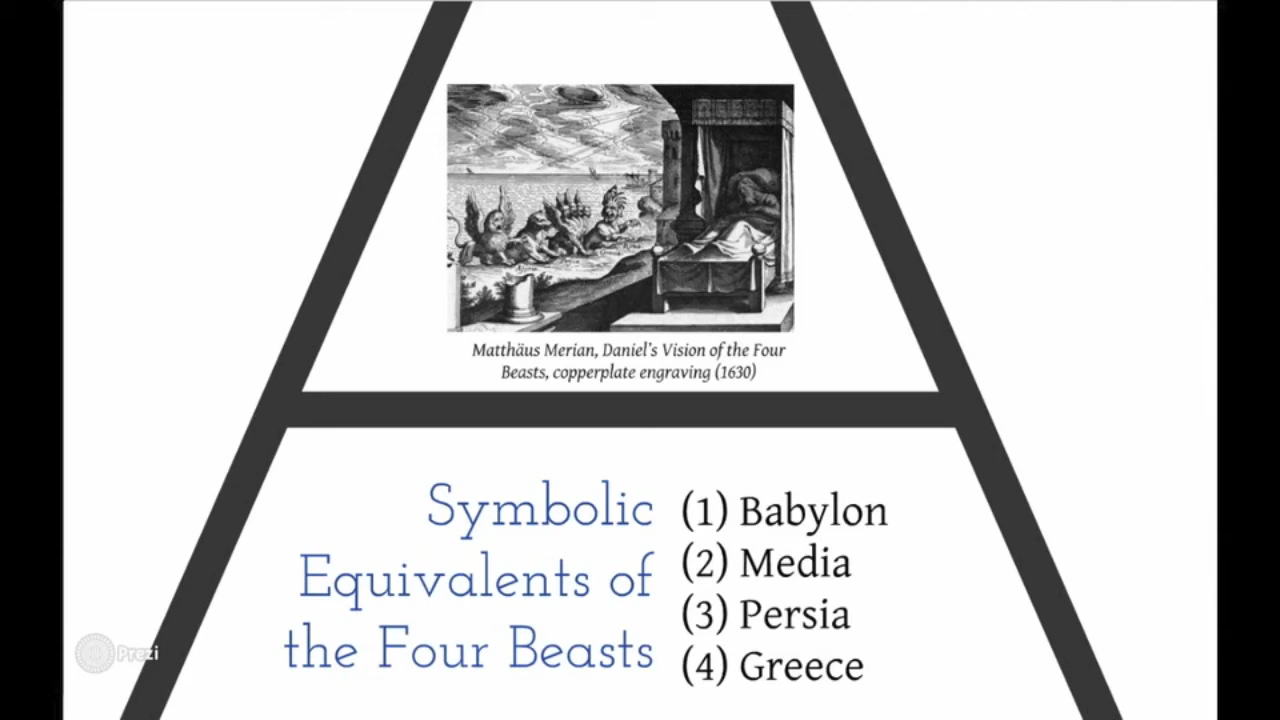 Matthäus Merian, Daniel's Vision of the Four
Beasts, copperplate engraving (1630)
Symbolic
Equivalents of
the Four Beasts
(1) Babylon
(2) Media
(3) Persia
(4) Greece
Prezi